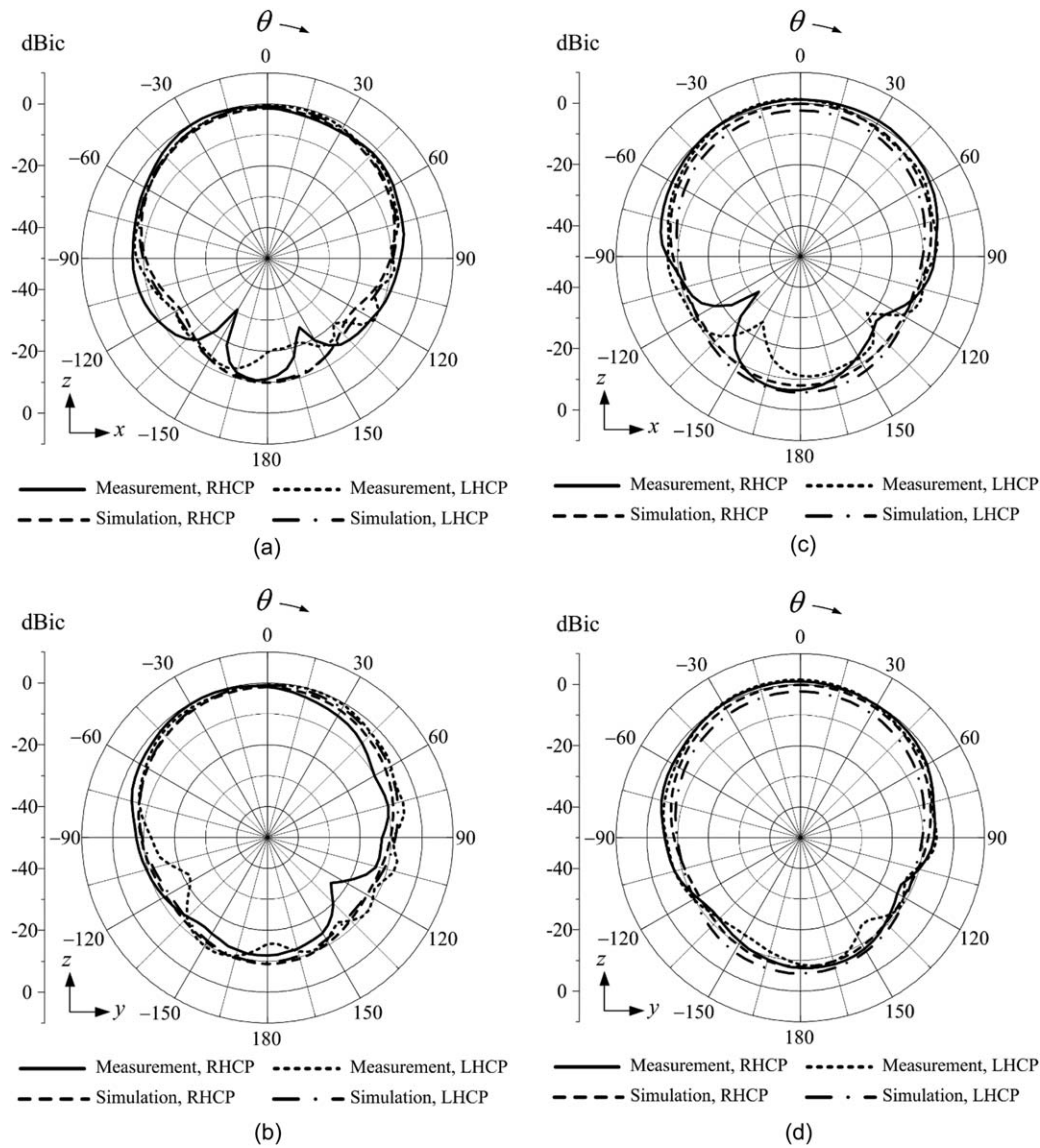 θ
dBic
0
−30
30
0
−60
60
-20
-40
−90
90
-40
-20
−120
120
z
0
x
−150
150
180
Measurement, RHCP
Measurement, LHCP
Simulation, RHCP
Simulation, LHCP
(a)
θ
dBic
0
−30
30
0
−60
60
-20
-40
−90
90
-40
-20
−120
120
z
0
x
−150
150
180
Measurement, RHCP
Measurement, LHCP
Simulation, RHCP
Simulation, LHCP
(c)
θ
dBic
0
−30
30
0
−60
60
-20
-40
−90
90
-40
-20
−120
120
z
0
y
−150
150
180
Measurement, RHCP
Measurement, LHCP
Simulation, RHCP
Simulation, LHCP
(b)
θ
dBic
0
−30
30
0
−60
60
-20
-40
−90
90
-40
-20
−120
120
z
0
y
−150
150
180
Measurement, RHCP
Measurement, LHCP
Simulation, RHCP
Simulation, LHCP
(d)